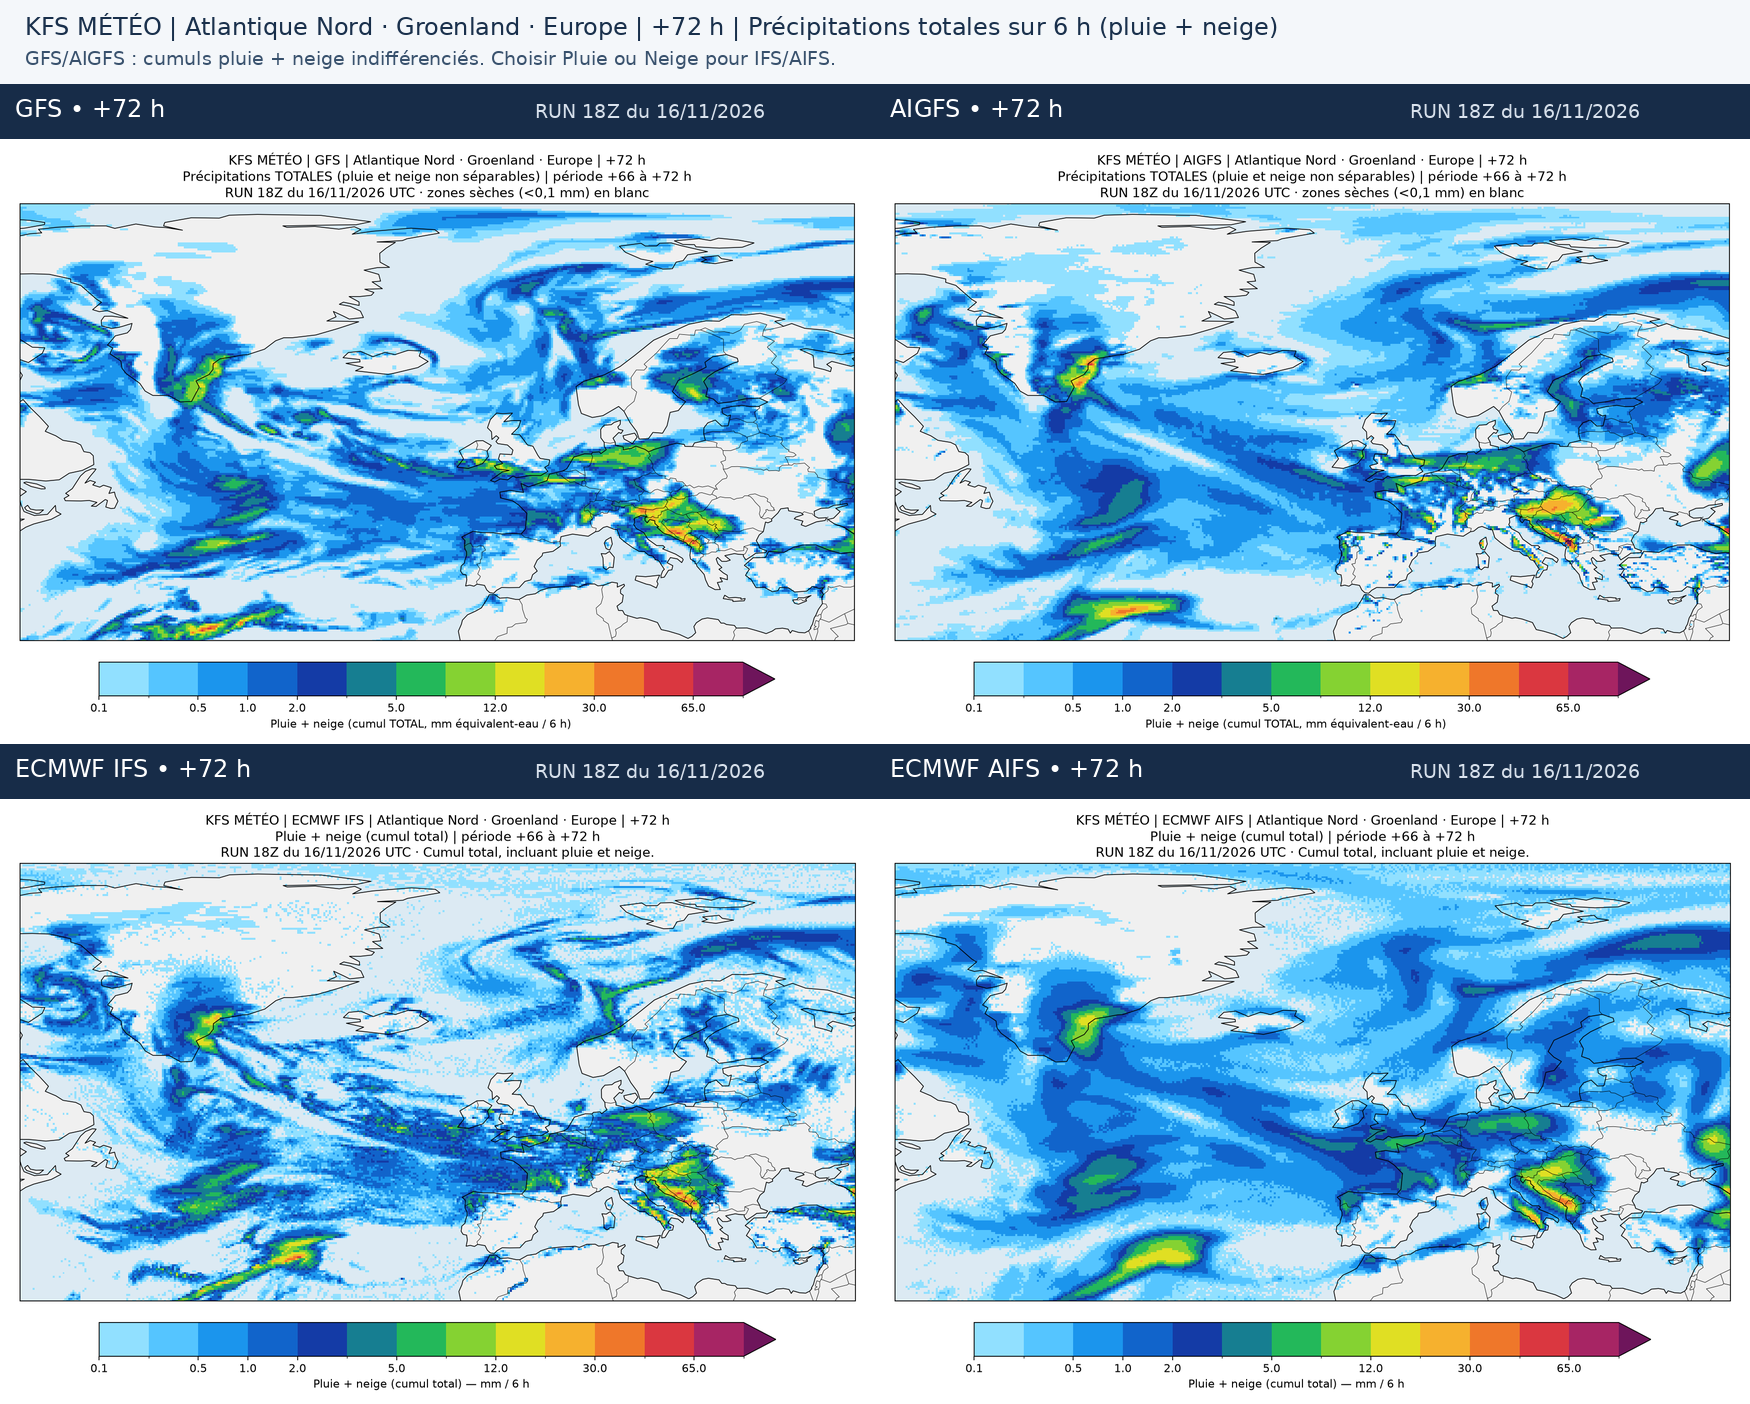 KFS MÉTÉO | Atlantique Nord · Groenland · Europe | +72 h | Précipitations totales sur 6 h (pluie + neige)
GFS/AIGFS : cumuls pluie + neige indifférenciés. Choisir Pluie ou Neige pour IFS/AIFS.
GFS • +72 h
RUN 18Z du 16/11/2026
AIGFS • +72 h
RUN 18Z du 16/11/2026
KFS MÉTÉO | GFS | Atlantique Nord · Groenland · Europe | +72 h
Précipitations TOTALES (pluie et neige non séparables) | période +66 à +72 h
RUN 18Z du 16/11/2026 UTC · zones sèches (<0,1 mm) en blanc
KFS MÉTÉO | AIGFS | Atlantique Nord · Groenland · Europe | +72 h
Précipitations TOTALES (pluie et neige non séparables) | période +66 à +72 h
RUN 18Z du 16/11/2026 UTC · zones sèches (<0,1 mm) en blanc
0.1 0.5 1.0 2.0 5.0 12.0 30.0 65.0
Pluie + neige (cumul TOTAL, mm équivalent-eau / 6 h)
0.1 0.5 1.0 2.0 5.0 12.0 30.0 65.0
Pluie + neige (cumul TOTAL, mm équivalent-eau / 6 h)
ECMWF IFS • +72 h
RUN 18Z du 16/11/2026
ECMWF AIFS • +72 h
RUN 18Z du 16/11/2026
KFS MÉTÉO | ECMWF IFS | Atlantique Nord · Groenland · Europe | +72 h
Pluie + neige (cumul total) | période +66 à +72 h
RUN 18Z du 16/11/2026 UTC · Cumul total, incluant pluie et neige.
KFS MÉTÉO | ECMWF AIFS | Atlantique Nord · Groenland · Europe | +72 h
Pluie + neige (cumul total) | période +66 à +72 h
RUN 18Z du 16/11/2026 UTC · Cumul total, incluant pluie et neige.
0.1 0.5 1.0 2.0 5.0 12.0 30.0 65.0
Pluie + neige (cumul total) — mm / 6 h
0.1 0.5 1.0 2.0 5.0 12.0 30.0 65.0
Pluie + neige (cumul total) — mm / 6 h